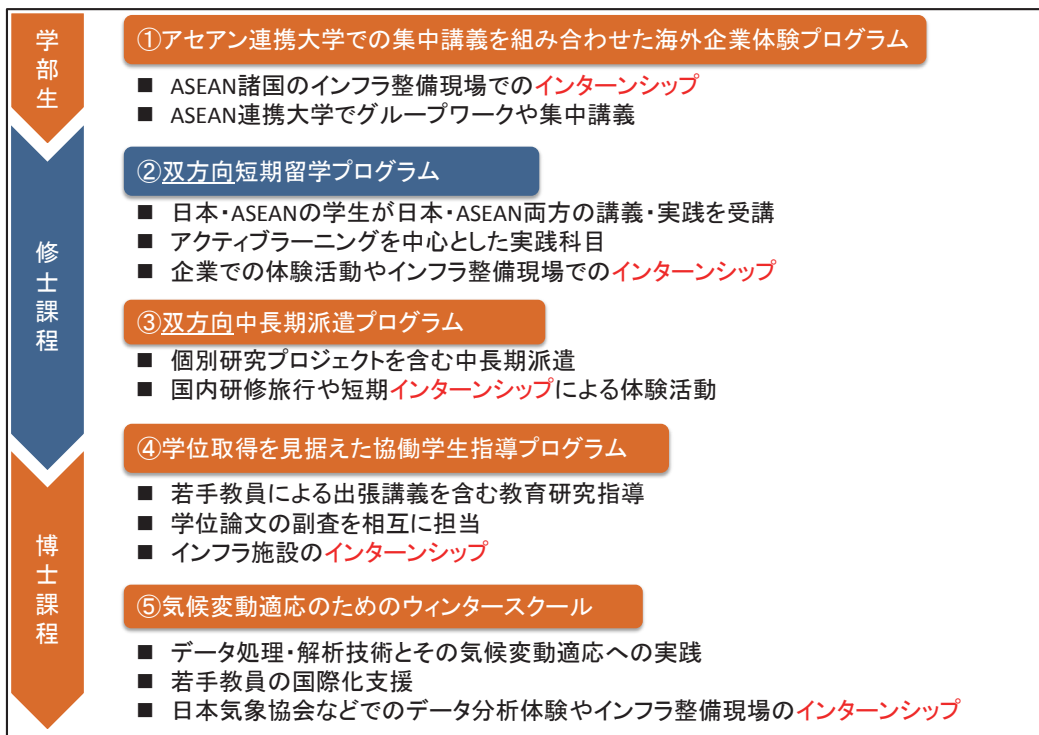 学部生
①アセアン連携大学での集中講義を組み合わせた海外企業体験プログラム
■ ASEAN諸国のインフラ整備現場でのインターンシップ
■ ASEAN連携大学でグループワークや集中講義
修士課程
②双方向短期留学プログラム
■ 日本・ASEANの学生が日本・ASEAN両方の講義・実践を受講
■ アクティブラーニングを中心とした実践科目
■ 企業での体験活動やインフラ整備現場でのインターンシップ
③双方向中長期派遣プログラム
■ 個別研究プロジェクトを含む中長期派遣
■ 国内研修旅行や短期インターンシップによる体験活動
博士課程
④学位取得を見据えた協働学生指導プログラム
■ 若手教員による出張講義を含む教育研究指導
■ 学位論文の副査を相互に担当
■ インフラ施設のインターンシップ
⑤気候変動適応のためのウィンタースクール
■ データ処理・解析技術とその気候変動適応への実践
■ 若手教員の国際化支援
■ 日本気象協会などでのデータ分析体験やインフラ整備現場のインターンシップ